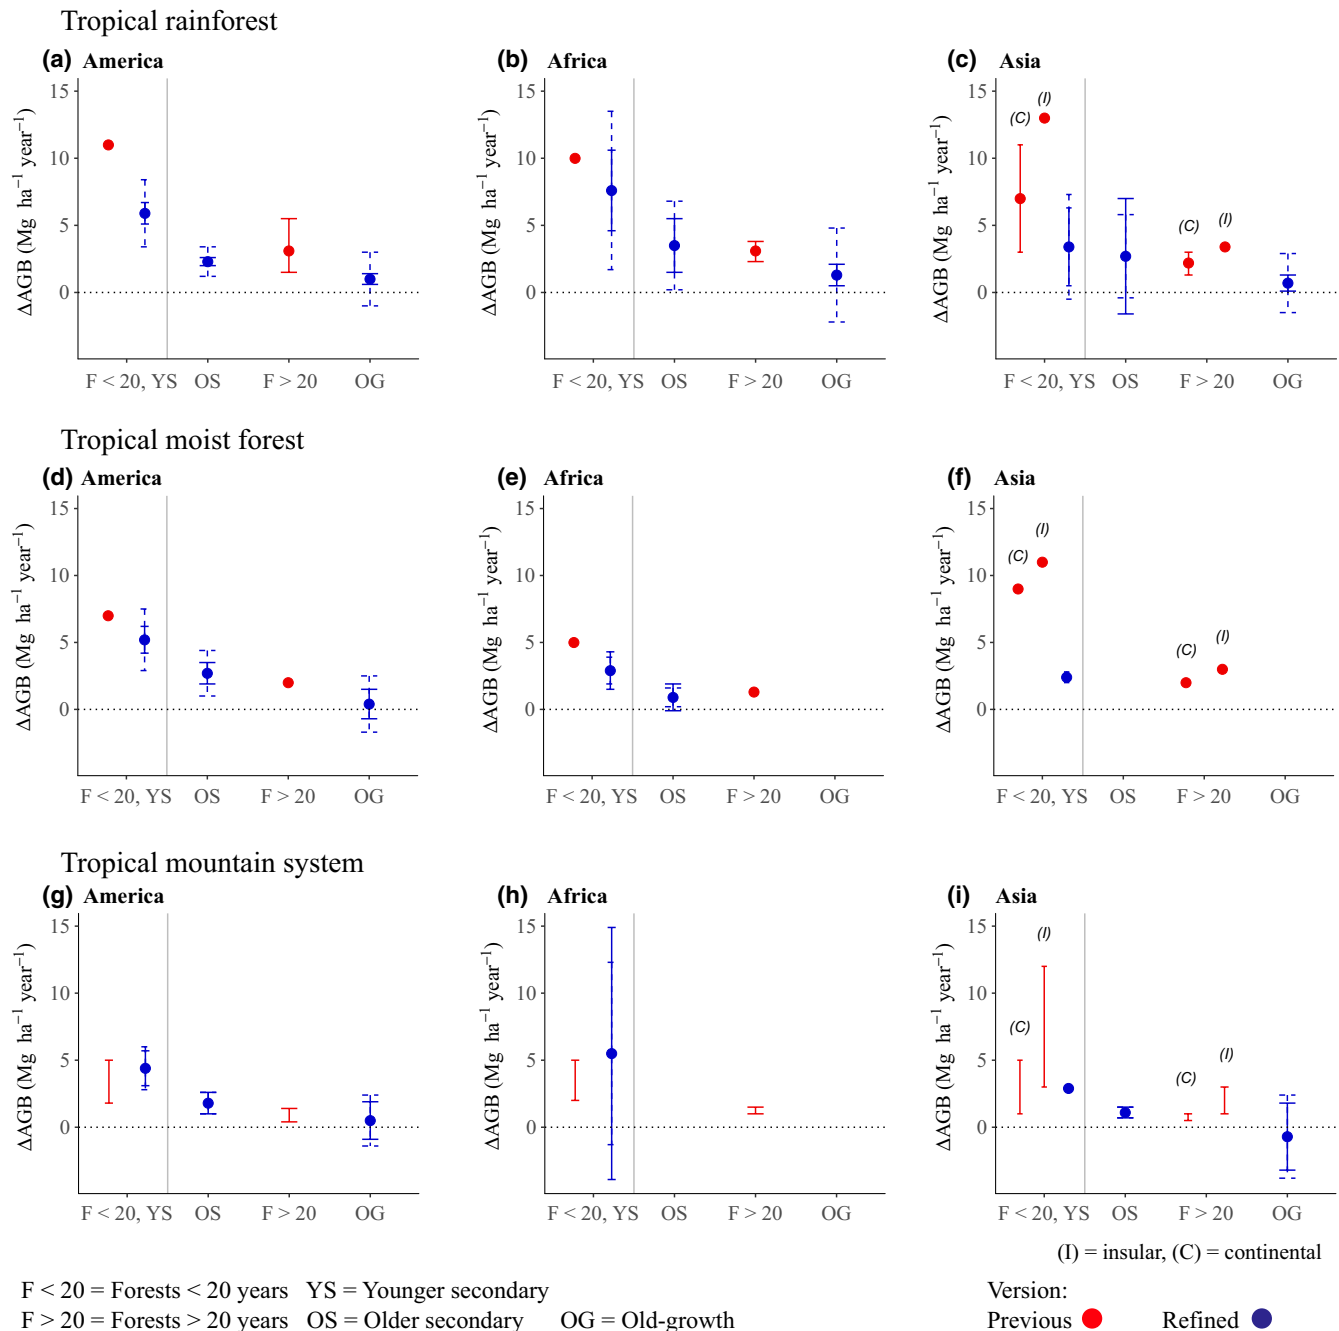 Tropical rainforest
(a) America
(b) Africa
(c) Asia
ΔAGB (Mg ha⁻¹ year⁻¹)
15
10
5
0
F < 20, YS OS F > 20 OG
ΔAGB (Mg ha⁻¹ year⁻¹)
15
10
5
0
F < 20, YS OS F > 20 OG
ΔAGB (Mg ha⁻¹ year⁻¹)
15
10
5
0
(C) (I) (C) (I)
F < 20, YS OS F > 20 OG
Tropical moist forest
(d) America
(e) Africa
(f) Asia
ΔAGB (Mg ha⁻¹ year⁻¹)
15
10
5
0
F < 20, YS OS F > 20 OG
ΔAGB (Mg ha⁻¹ year⁻¹)
15
10
5
0
F < 20, YS OS F > 20 OG
ΔAGB (Mg ha⁻¹ year⁻¹)
15
10
5
0
(C) (I) (C) (I)
F < 20, YS OS F > 20 OG
Tropical mountain system
(g) America
(h) Africa
(i) Asia
ΔAGB (Mg ha⁻¹ year⁻¹)
15
10
5
0
F < 20, YS OS F > 20 OG
ΔAGB (Mg ha⁻¹ year⁻¹)
15
10
5
0
F < 20, YS OS F > 20 OG
ΔAGB (Mg ha⁻¹ year⁻¹)
15
10
5
0
(C) (I) (C) (I)
F < 20, YS OS F > 20 OG
(I) = insular, (C) = continental
F < 20 = Forests < 20 years YS = Younger secondary
F > 20 = Forests > 20 years OS = Older secondary OG = Old-growth
Version:
Previous Refined